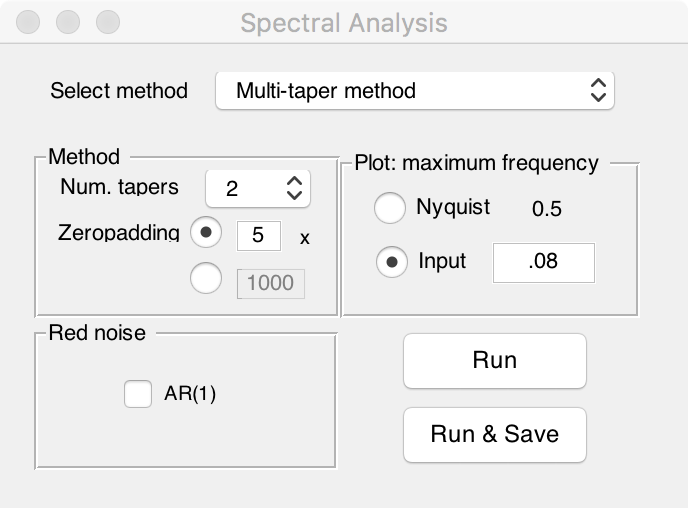 Spectral Analysis
Select method Multi-taper method
Method
Num. tapers 2
Zeropadding 5 x
1000
Plot: maximum frequency
Nyquist 0.5
Input .08
Red noise
AR(1)
Run
Run & Save